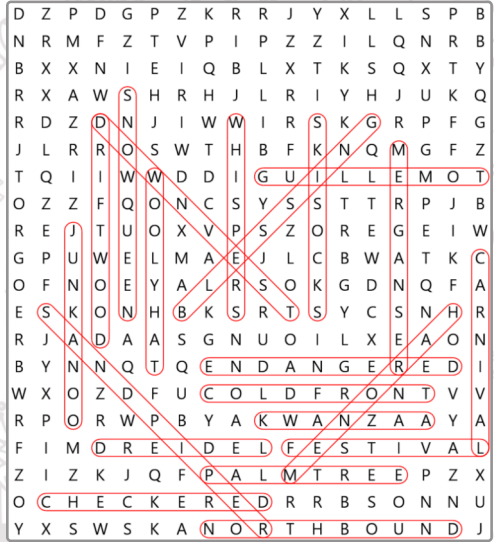 D Z P D G P Z K R R J Y X L L S P B
N R M F Z T V P I P Z Z I L Q N R B
B X X N I E I Q B L X T K S Q X T Y
R X A W S H R H J L R I Y H J U K Q
R D Z D N J I W W I R S K G R P F G
J L R R O S W T H B F K N Q M G F Z
T Q I I W W D D I G U I L L E M O T
O Z Z F Q O N C S Y S S T T R P J B
R E J T U O X V P S Z O R E G E I W
G P U W E L M A E J L C B W A T K C
O F N O E Y A L R S O K G D N Q F A
E S K O N H B K S R T S Y C S N H R
R J A D A A S G N U O I L X E A O N
B Y N N Q T Q E N D A N G E R E D I
W X O Z D F U C O L D F R O N T V V
R P O R W P B Y A K W A N Z A A Y A
F I M D R E I D E L F E S T I V A L
Z I Z K J Q F P A L M T R E E P Z X
O C H E C K E R E D R R B S O N N U
Y X S W S K A N O R T H B O U N D J